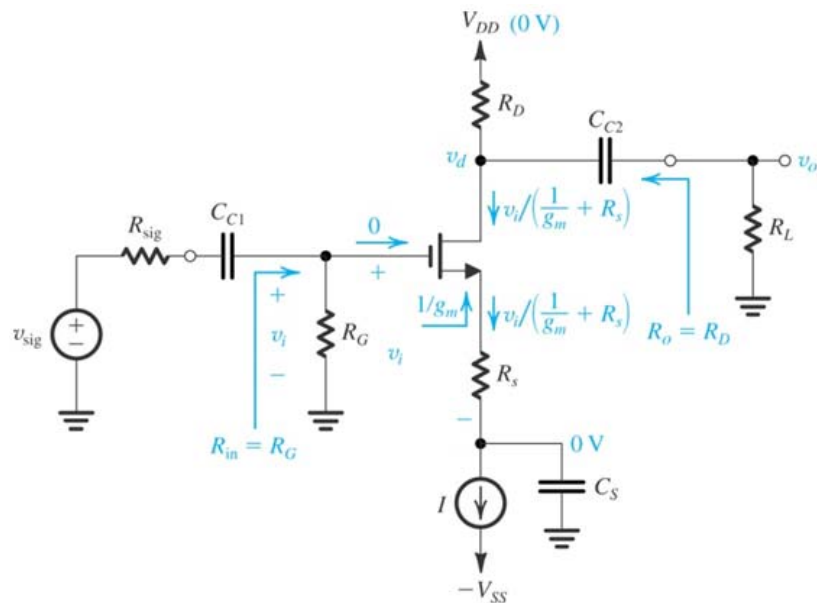 V_DD (0 V)
R_D
C_C2
v_d
v_o
v_i/(1/g_m + R_s)
R_sig
C_C1
0
R_L
+
+
1/g_m
v_i/(1/g_m + R_s)
v_sig
+
−
v_i
−
R_G
v_i
R_o = R_D
R_s
−
R_in = R_G
0 V
I
C_S
−V_SS